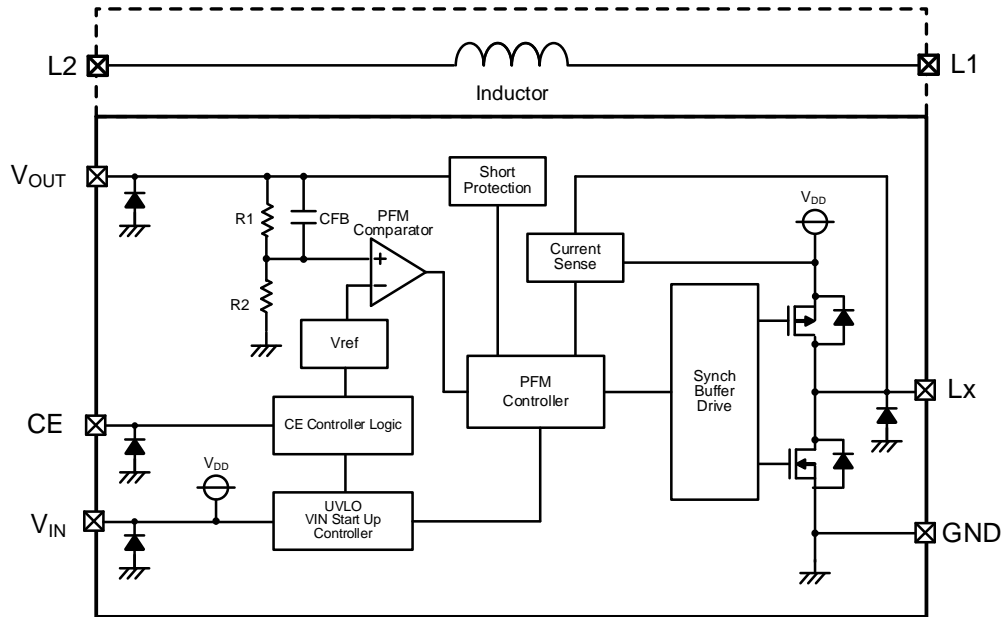 L2
L1
Inductor
VOUT
Short
Protection
R1
CFB
PFM
Comparator
VDD
Current
Sense
+
−
R2
Vref
PFM
Controller
Synch
Buffer
Drive
Lx
CE
CE Controller Logic
VDD
VIN
UVLO
VIN Start Up
Controller
GND